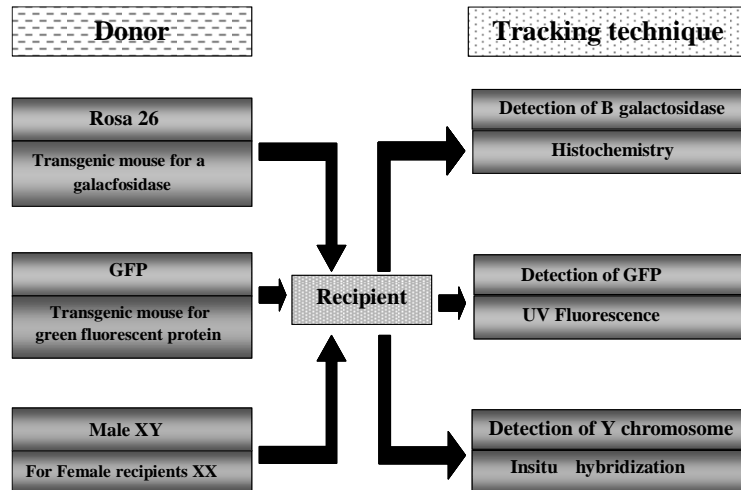 Donor
Rosa 26
Transgenic mouse for a
galacfosidase
GFP
Transgenic mouse for
green fluorescent protein
Male XY
For Female recipients XX
Recipient
Tracking technique
Detection of B galactosidase
Histochemistry
Detection of GFP
UV Fluorescence
Detection of Y chromosome
Insitu hybridization